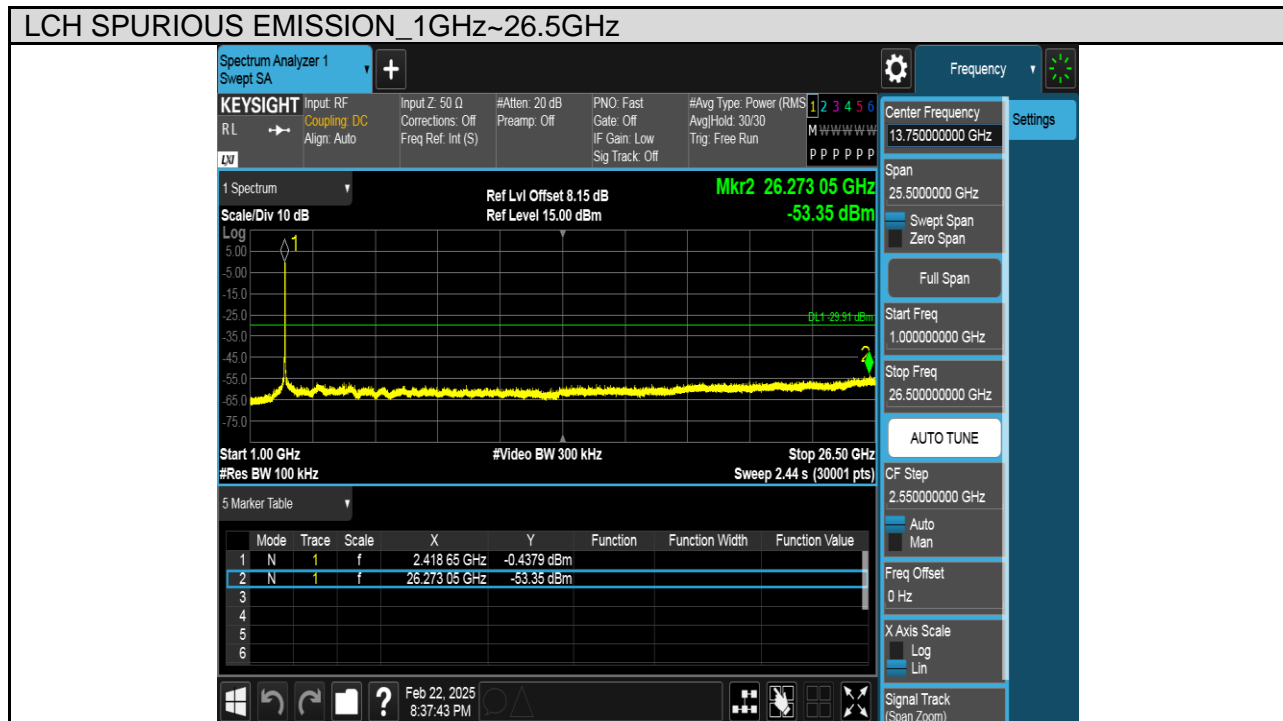 LCH SPURIOUS EMISSION_1GHz~26.5GHz
Spectrum Analyzer 1
Swept SA
+
Frequency
KEYSIGHT
RL
LXI
Input: RF
Coupling: DC
Align: Auto
Input Z: 50 Ω
Corrections: Off
Freq Ref: Int (S)
#Atten: 20 dB
Preamp: Off
PNO: Fast
Gate: Off
IF Gain: Low
Sig Track: Off
#Avg Type: Power (RMS
Avg|Hold: 30/30
Trig: Free Run
1 2 3 4 5 6
M W W W W W
P P P P P P
1 Spectrum
Scale/Div 10 dB
Ref Lvl Offset 8.15 dB
Ref Level 15.00 dBm
Mkr2 26.273 05 GHz
-53.35 dBm
Log
1
5.00
-5.00
-15.0
-25.0
DL1 -29.91 dBm
-35.0
-45.0
2
-55.0
-65.0
-75.0
Start 1.00 GHz
#Video BW 300 kHz
Stop 26.50 GHz
#Res BW 100 kHz
Sweep 2.44 s (30001 pts)
5 Marker Table
Mode Trace Scale X Y Function Function Width Function Value
1 N 1 f 2.418 65 GHz -0.4379 dBm
2 N 1 f 26.273 05 GHz -53.35 dBm
3
4
5
6
?
Feb 22, 2025
8:37:43 PM
Center Frequency
13.750000000 GHz
Settings
Span
25.5000000 GHz
Swept Span
Zero Span
Full Span
Start Freq
1.000000000 GHz
Stop Freq
26.500000000 GHz
AUTO TUNE
CF Step
2.550000000 GHz
Auto
Man
Freq Offset
0 Hz
X Axis Scale
Log
Lin
Signal Track
(Span Zoom)